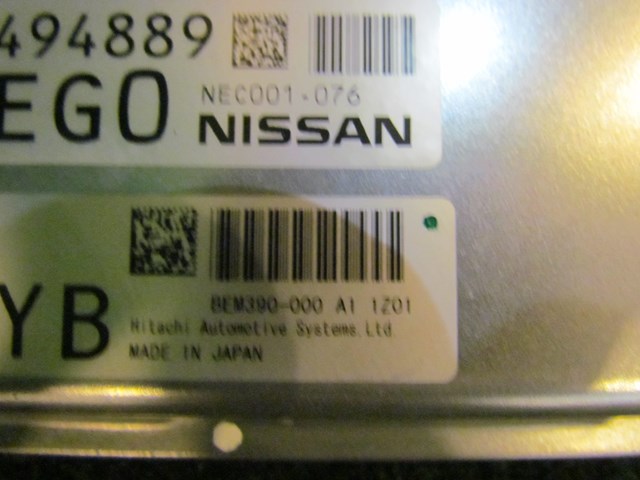 494889
EGO
NEC001-076
NISSAN
YB
BEM390-000 A1 1Z01
Hitachi Automotive Systems.Ltd
MADE IN JAPAN